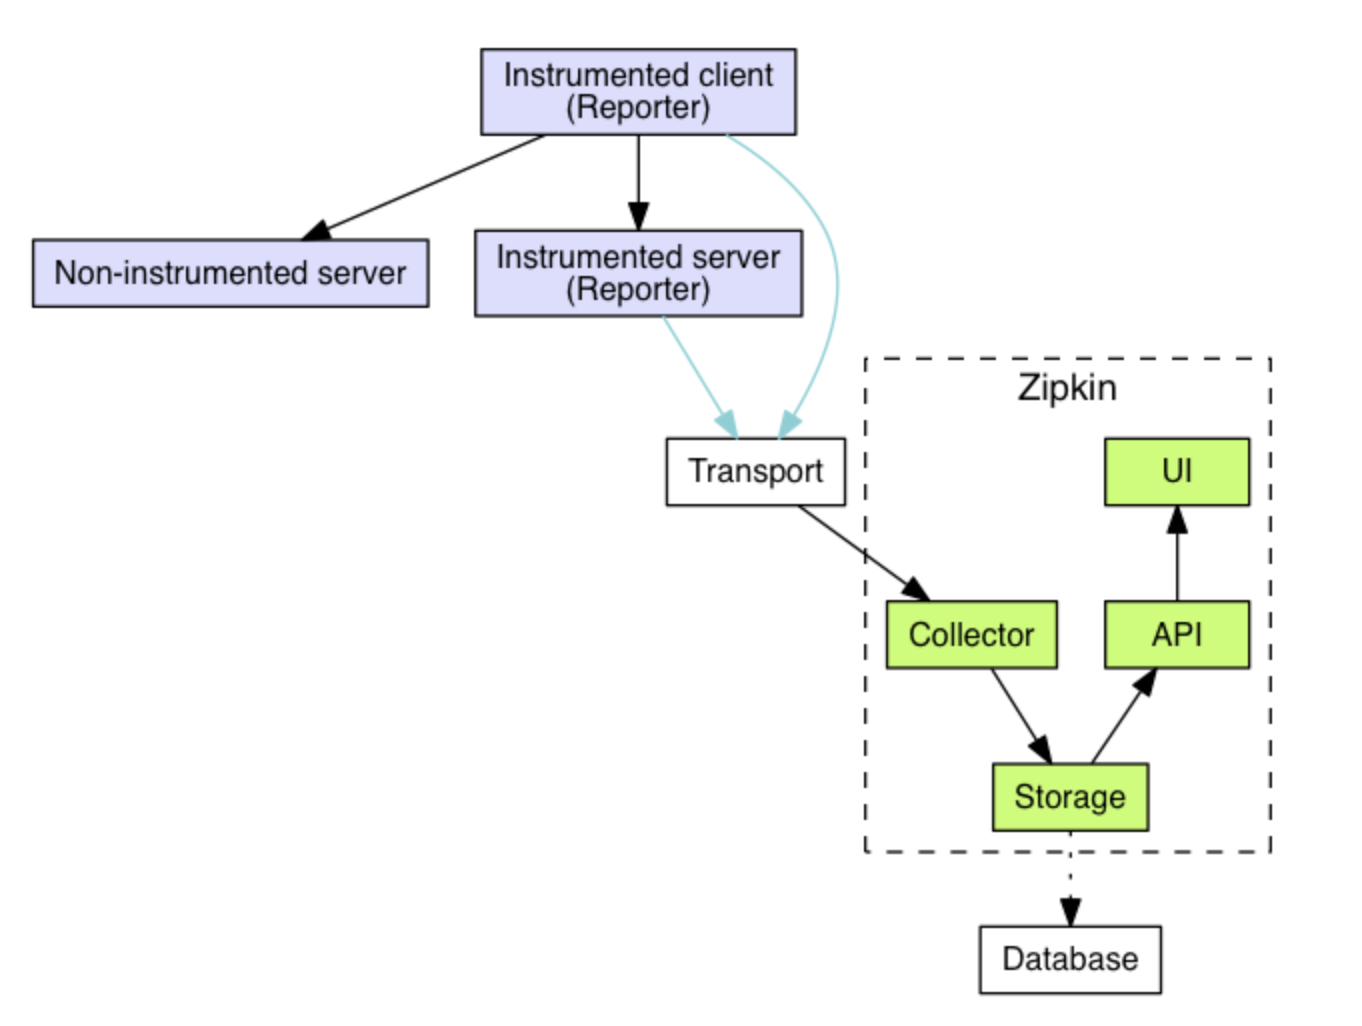 Instrumented client
(Reporter)
Non-instrumented server
Instrumented server
(Reporter)
Zipkin
Transport
UI
Collector
API
Storage
Database